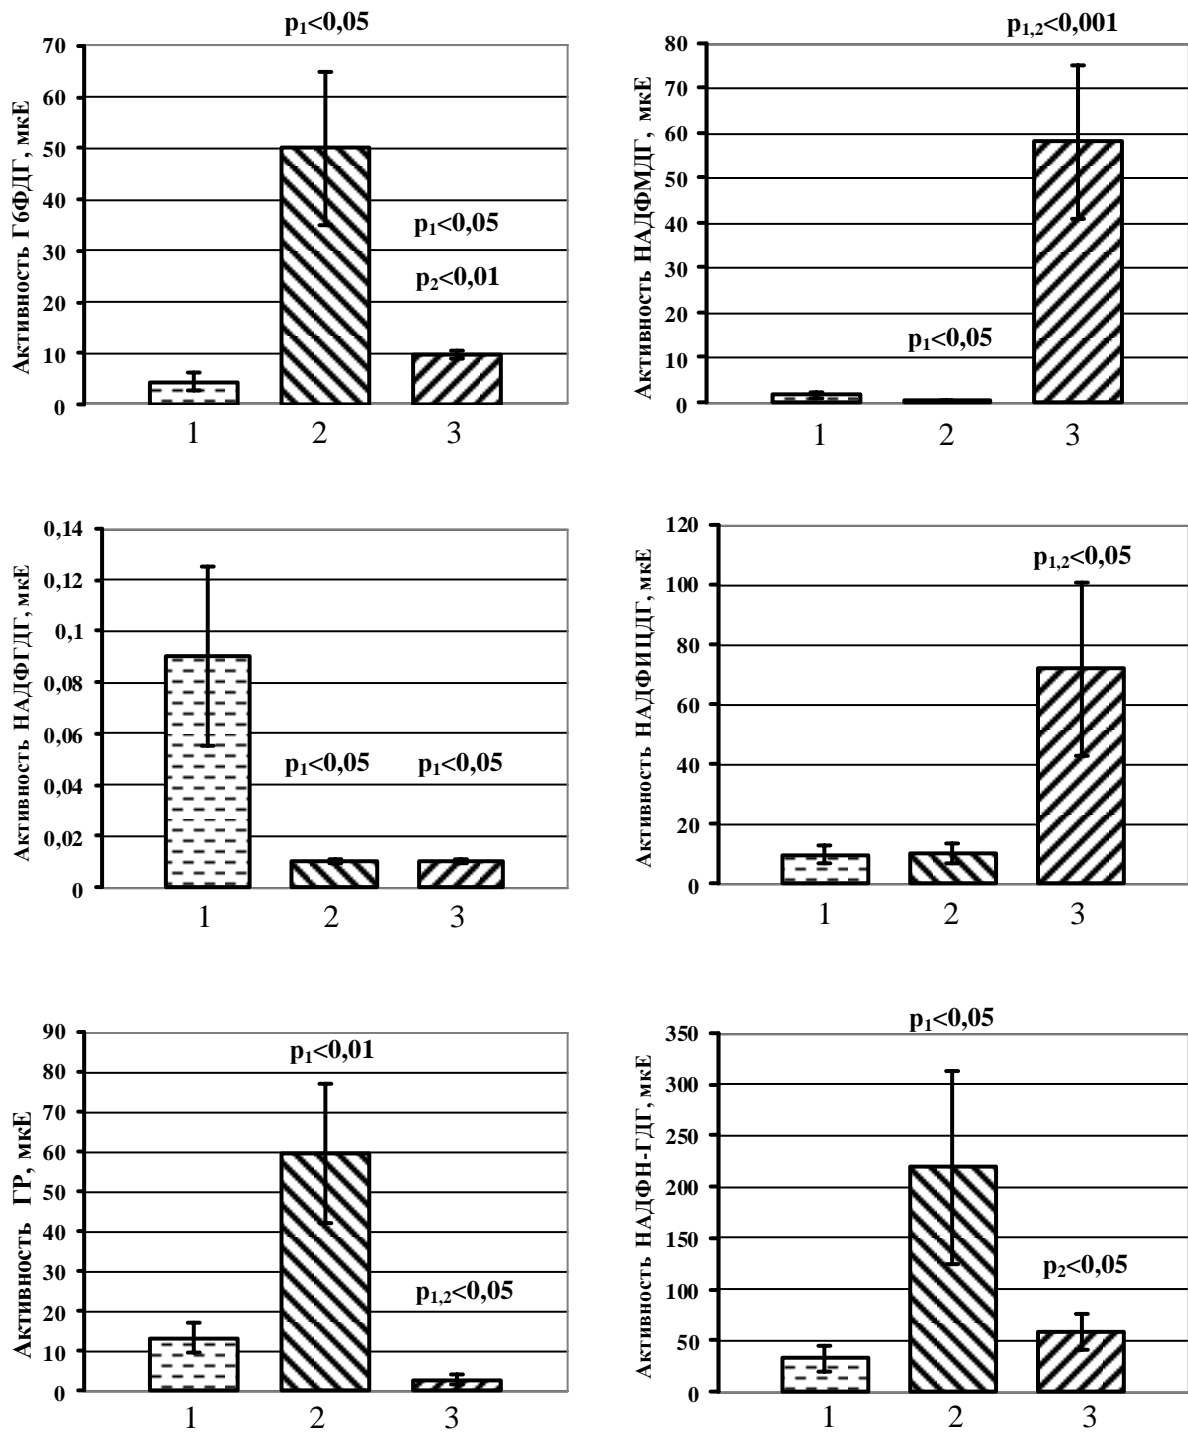 p1<0,05
Активность Г6ФДГ, мкЕ
70
60
50
40
30
20
10
0
p1<0,05
p2<0,01
1 2 3
p1,2<0,001
Активность НАДФМДГ, мкЕ
80
70
60
50
40
30
20
10
0
p1<0,05
1 2 3
Активность НАДФГДГ, мкЕ
0,14
0,12
0,1
0,08
0,06
0,04
0,02
0
p1<0,05 p1<0,05
1 2 3
Активность НАДФИЦДГ, мкЕ
120
100
80
60
40
20
0
p1,2<0,05
1 2 3
Активность ГР, мкЕ
90
80
70
60
50
40
30
20
10
0
p1<0,01
p1,2<0,05
1 2 3
p1<0,05
Активность НАДФН-ГДГ, мкЕ
350
300
250
200
150
100
50
0
p2<0,05
1 2 3